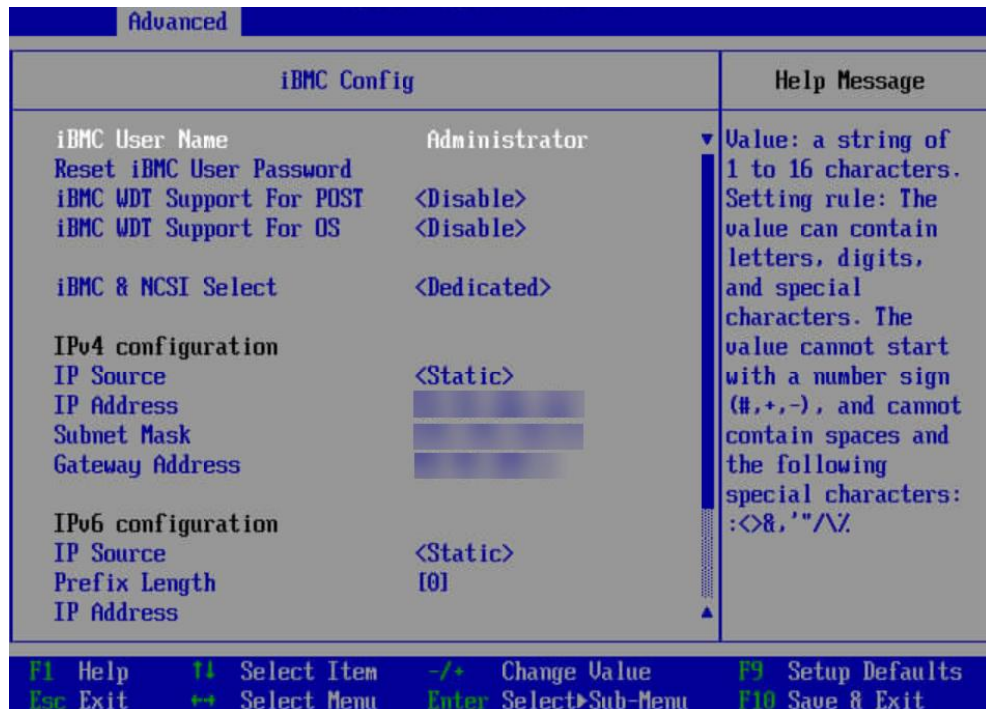 Advanced
iBMC Config
Help Message
iBMC User Name Administrator
Reset iBMC User Password
iBMC WDT Support For POST <Disable>
iBMC WDT Support For OS <Disable>
iBMC & NCSI Select <Dedicated>
IPv4 configuration
IP Source <Static>
IP Address
Subnet Mask
Gateway Address
IPv6 configuration
IP Source <Static>
Prefix Length [0]
IP Address
Value: a string of
1 to 16 characters.
Setting rule: The
value can contain
letters, digits,
and special
characters. The
value cannot start
with a number sign
(#,+,-), and cannot
contain spaces and
the following
special characters:
:<>&,'"/\%
F1 Help ↑↓ Select Item -/+ Change Value F9 Setup Defaults
Esc Exit ←→ Select Menu Enter Select▶Sub-Menu F10 Save & Exit